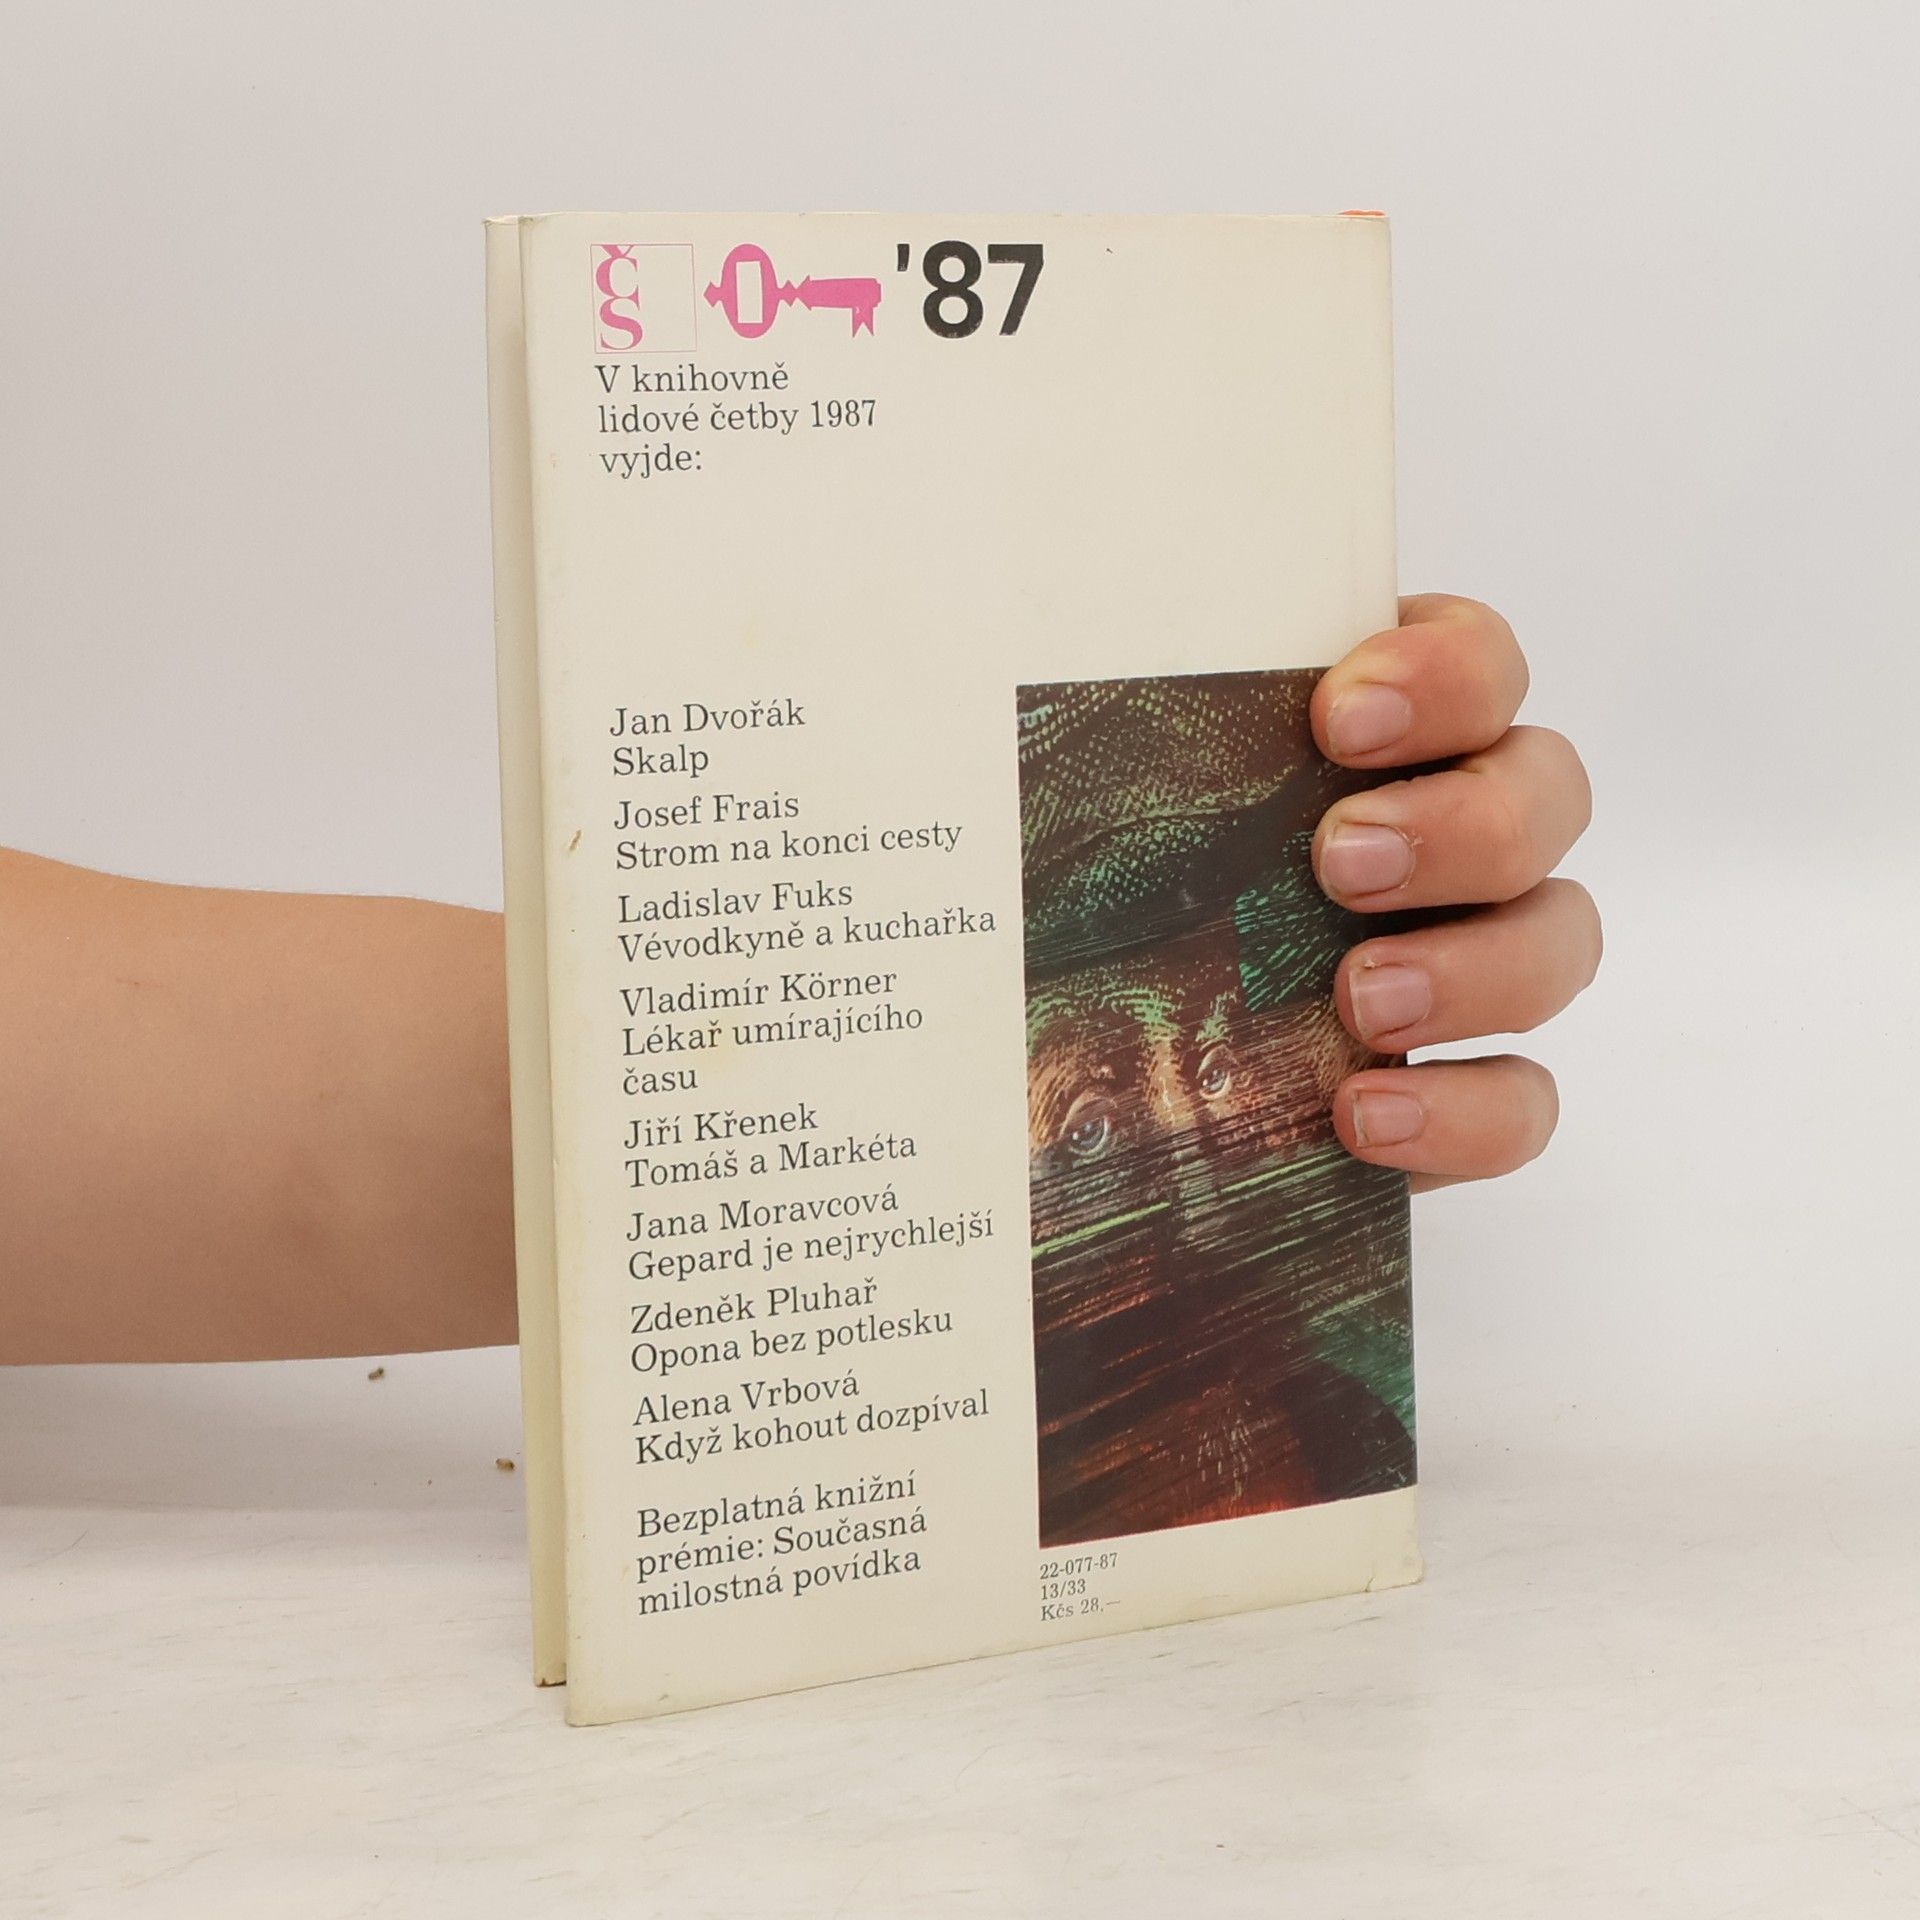 ČS
'87
V knihovně
lidové četby 1987
vyjde:
Jan Dvořák
Skalp
Josef Frais
Strom na konci cesty
Ladislav Fuks
Vévodkyně a kuchařka
Vladimír Körner
Lékař umírajícího
času
Jiří Křenek
Tomáš a Markéta
Jana Moravcová
Gepard je nejrychlejší
Zdeněk Pluhař
Opona bez potlesku
Alena Vrbová
Když kohout dozpíval
Bezplatná knižní
prémie: Současná
milostná povídka
22-077-87
13/33
Kčs 28,—